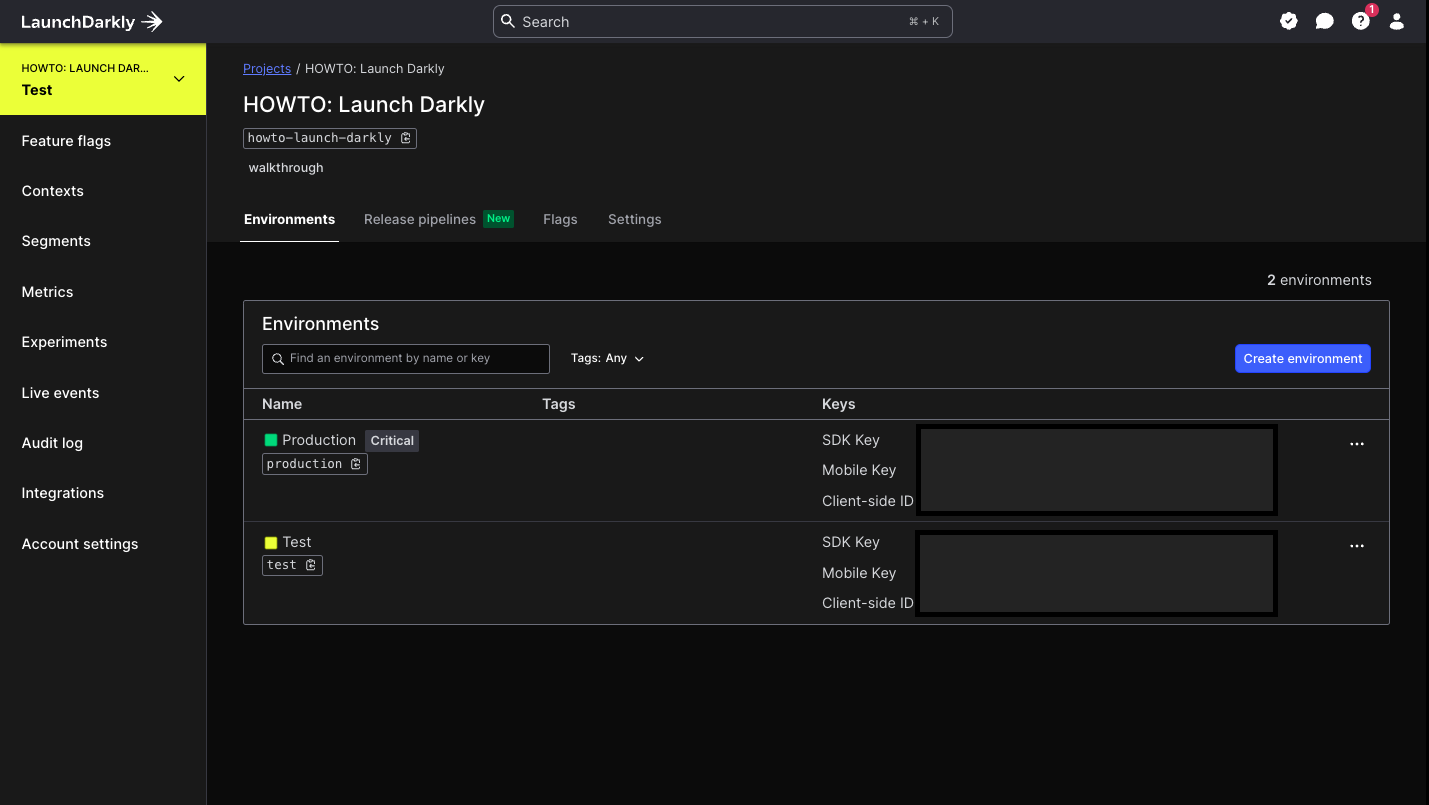 LaunchDarkly
Search
⌘ + K
1
HOWTO: LAUNCH DAR...
Test
Feature flags
Contexts
Segments
Metrics
Experiments
Live events
Audit log
Integrations
Account settings
Projects / HOWTO: Launch Darkly
HOWTO: Launch Darkly
howto-launch-darkly
walkthrough
Environments Release pipelines New Flags Settings
2 environments
Environments
Find an environment by name or key
Tags: Any
Create environment
Name Tags Keys
Production Critical
production
SDK Key
Mobile Key
Client-side ID
Test
test
SDK Key
Mobile Key
Client-side ID